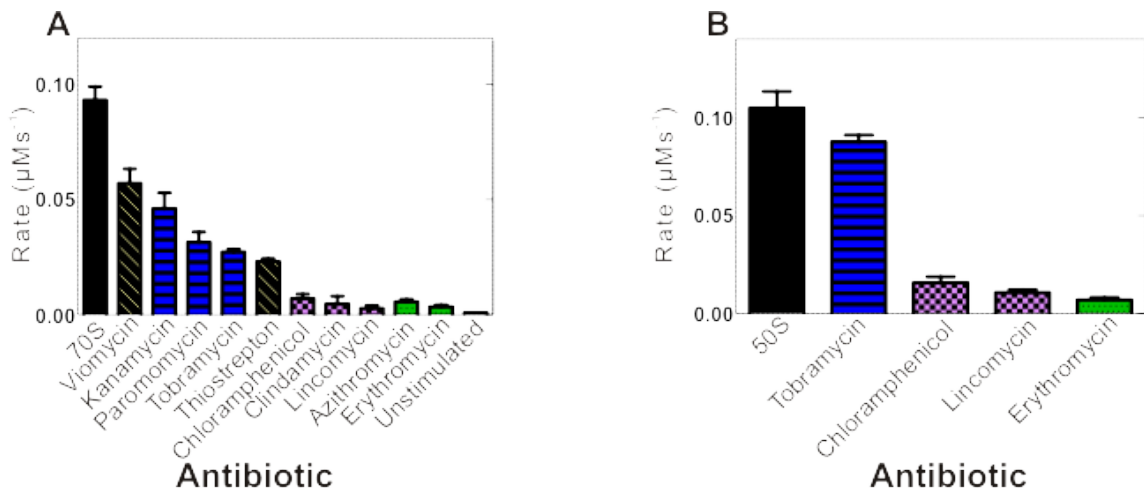 A
Rate (µMs⁻¹)
0.10
0.05
0.00
70S
Viomycin
Kanamycin
Paromomycin
Tobramycin
Thiostrepton
Chloramphenicol
Clindamycin
Lincomycin
Azithromycin
Erythromycin
Unstimulated
Antibiotic
B
Rate (µMs⁻¹)
0.10
0.05
0.00
50S
Tobramycin
Chloramphenicol
Lincomycin
Erythromycin
Antibiotic